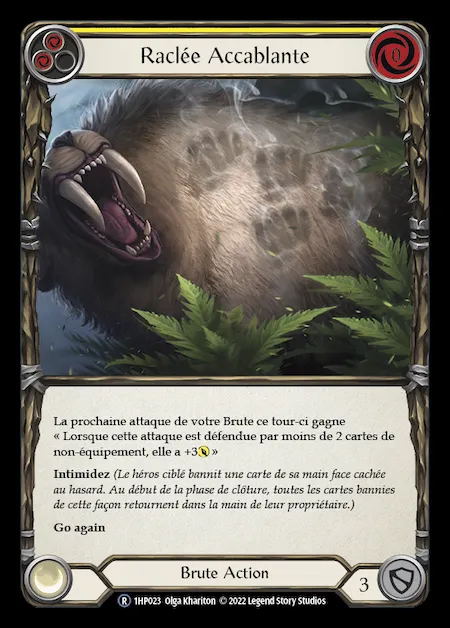 Raclée Accablante
0
La prochaine attaque de votre Brute ce tour-ci gagne
« Lorsque cette attaque est défendue par moins de 2 cartes de
non-équipement, elle a +3 »
Intimidez (Le héros ciblé bannit une carte de sa main face cachée
au hasard. Au début de la phase de clôture, toutes les cartes bannies
de cette façon retournent dans la main de leur propriétaire.)
Go again
Brute Action
3
R 1HP023 Olga Khariton © 2022 Legend Story Studios